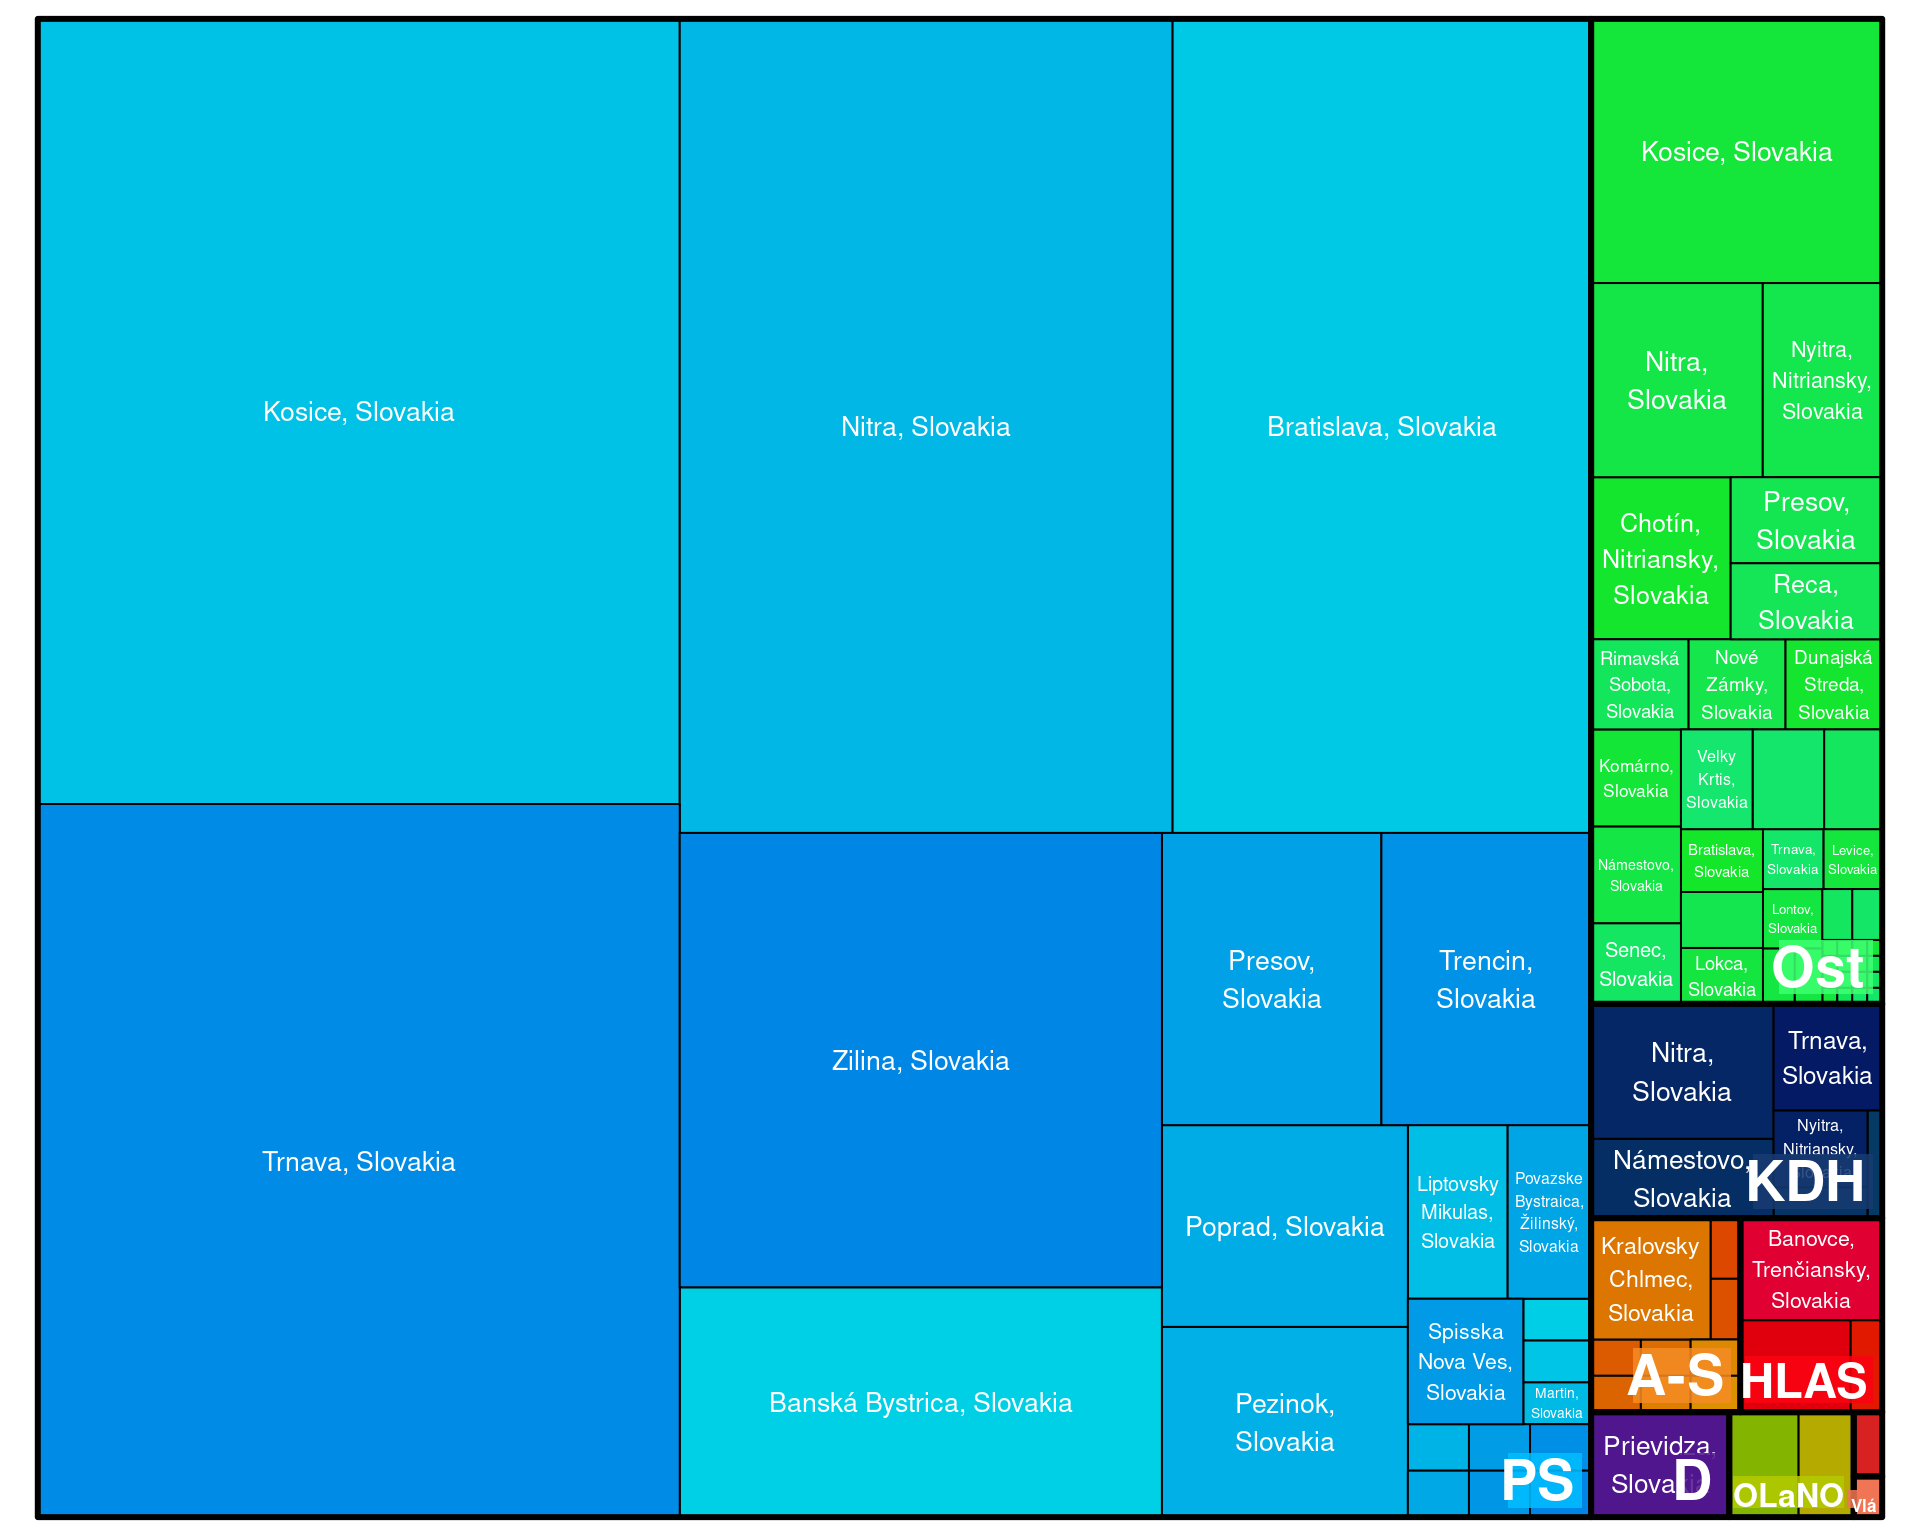 Kosice, Slovakia
Trnava, Slovakia
Nitra, Slovakia
Bratislava, Slovakia
Zilina, Slovakia
Banská Bystrica, Slovakia
Presov,
Slovakia
Trencin,
Slovakia
Poprad, Slovakia
Pezinok,
Slovakia
Liptovsky
Mikulas,
Slovakia
Povazske
Bystraica,
Žilinský,
Slovakia
Spisska
Nova Ves,
Slovakia
Martin,
Slovakia
PS
Kosice, Slovakia
Nitra,
Slovakia
Nyitra,
Nitriansky,
Slovakia
Chotín,
Nitriansky,
Slovakia
Presov,
Slovakia
Reca,
Slovakia
Rimavská
Sobota,
Slovakia
Nové
Zámky,
Slovakia
Dunajská
Streda,
Slovakia
Komárno,
Slovakia
Velky
Krtis,
Slovakia
Námestovo,
Slovakia
Bratislava,
Slovakia
Trnava,
Slovakia
Levice,
Slovakia
Lontov,
Slovakia
Senec,
Slovakia
Lokca,
Slovakia
Ost
Nitra,
Slovakia
Trnava,
Slovakia
Nyitra,
Nitriansky,
Námestovo,
Slovakia
KDH
Kralovsky
Chlmec,
Slovakia
A-S
Banovce,
Trenčiansky,
Slovakia
HLAS
Prievidza,
Slovakia
D
OLaNO
Vlá